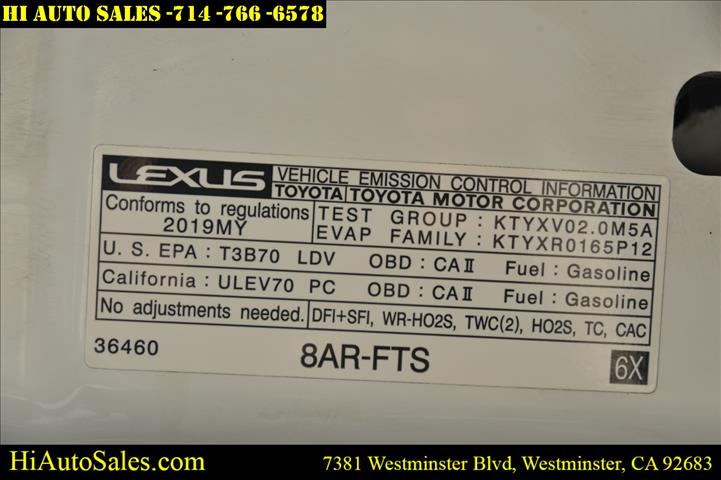 HI AUTO SALES -714 -766 -6578
LEXUS VEHICLE EMISSION CONTROL INFORMATION
TOYOTA TOYOTA MOTOR CORPORATION
Conforms to regulations
2019MY
TEST GROUP : KTYXV02.0M5A
EVAP FAMILY : KTYXR0165P12
U. S. EPA : T3B70 LDV OBD : CAⅡ Fuel : Gasoline
California : ULEV70 PC OBD : CAⅡ Fuel : Gasoline
No adjustments needed. DFI+SFI, WR-HO2S, TWC(2), HO2S, TC, CAC
36460 8AR-FTS 6X
HiAutoSales.com 7381 Westminster Blvd, Westminster, CA 92683